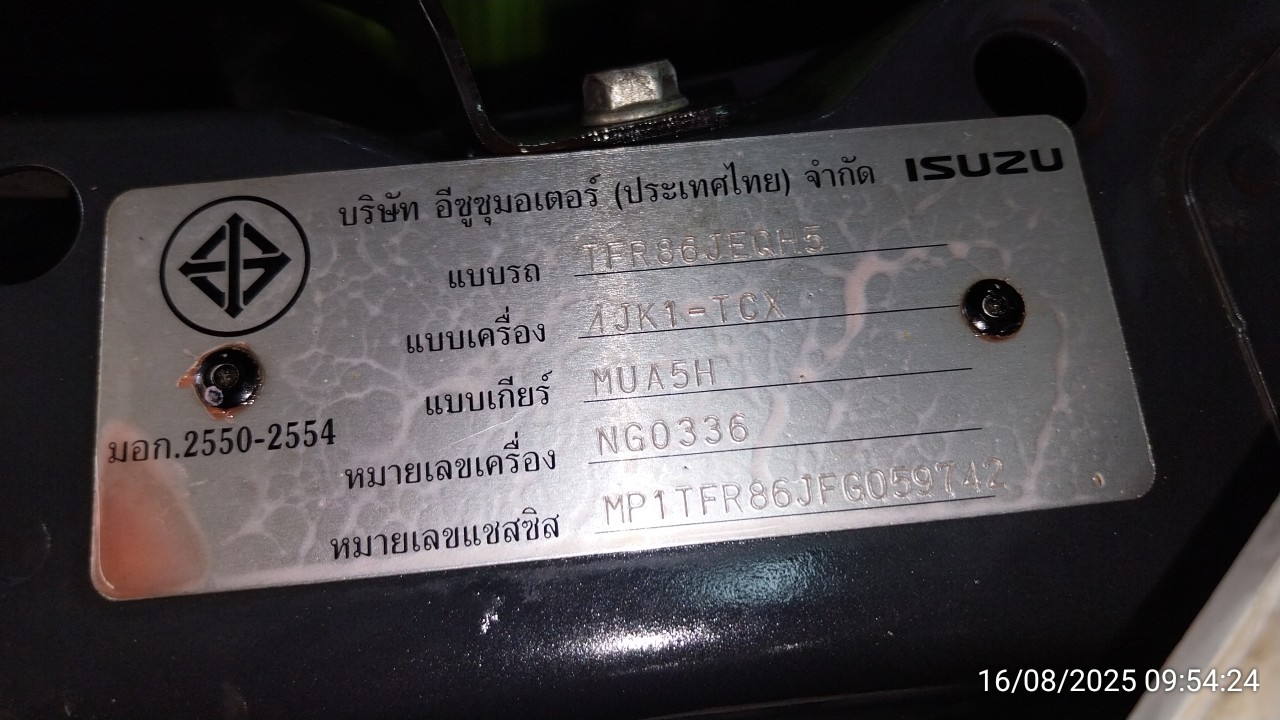 บริษัท อีซูซุมอเตอร์ (ประเทศไทย) จำกัด ISUZU
แบบรถ TFR86JEQH5
แบบเครื่อง 4JK1-TCX
แบบเกียร์ MUA5H
มอก.2550-2554
หมายเลขเครื่อง NG0336
หมายเลขแชสซิส MP1TFR86JFG059742
16/08/2025 09:54:24